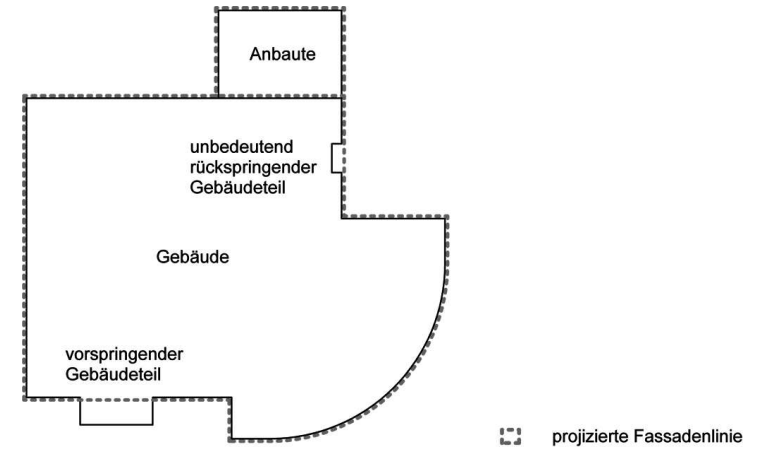 Anbaute
unbedeutend
rückspringender
Gebäudeteil
Gebäude
vorspringender
Gebäudeteil
projizierte Fassadenlinie